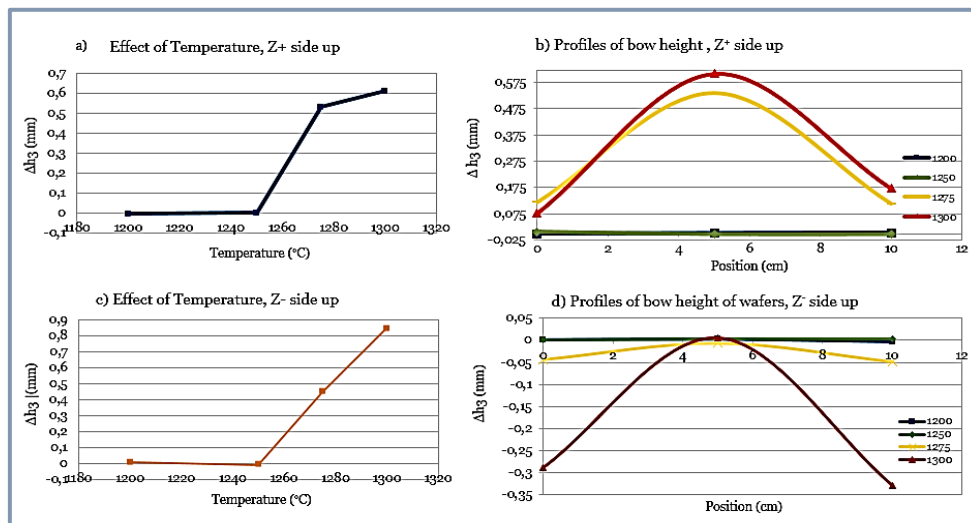 a) Effect of Temperature, Z+ side up
0,7
0,6
0,5
0,4
0,3
0,2
0,1
0
-0,1
Δh3 (mm)
1180 1200 1220 1240 1260 1280 1300 1320
Temperature (°C)
b) Profiles of bow height , Z⁺ side up
0,575
0,475
0,375
0,275
0,175
0,075
-0,025
Δ h3 (mm)
1200
1250
1275
1300
0 2 4 6 8 10 12
Position (cm)
c) Effect of Temperature, Z- side up
0,9
0,8
0,7
0,6
0,5
0,4
0,3
0,2
0,1
0
-0,1
Δh3 |(mm)
1180 1200 1220 1240 1260 1280 1300 1320
Temperature (°C)
d) Profiles of bow height of wafers, Z⁻ side up
0,05
0
-0,05
-0,1
-0,15
-0,2
-0,25
-0,3
-0,35
Δh3 (mm)
0 2 4 6 8 10 12
1200
1250
1275
1300
Position (cm)